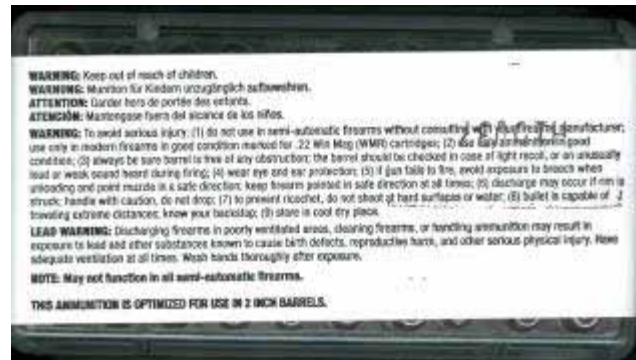 WARNING: Keep out of reach of children.
WARNUNG: Munition für Kindern unzugänglich aufbewahren.
ATTENTION: Garder hors de portée des enfants.
ATENCIÓN: Mantengase fuera del alcance de los niños.
WARNING: To avoid serious injury: (1) do not use in semi-automatic firearms without consulting with your firearm manufacturer;
use only in modern firearms in good condition marked for .22 Win Mag (WMR) cartridges; (2) use only ammunition in good
condition; (3) always be sure barrel is free of any obstruction; the barrel should be checked in case of light recoil, or an unusually
loud or weak sound heard during firing; (4) wear eye and ear protection; (5) if gun fails to fire, avoid exposure to breech when
unloading and point muzzle in a safe direction; keep firearm pointed in safe direction at all times; (6) discharge may occur if rim is
struck; handle with caution, do not drop; (7) to prevent ricochet, do not shoot at hard surfaces or water; (8) bullet is capable of
traveling extreme distances, know your backstop; (9) store in cool dry place.
LEAD WARNING: Discharging firearms in poorly ventilated areas, cleaning firearms, or handling ammunition may result in
exposure to lead and other substances known to cause birth defects, reproductive harm, and other serious physical injury. Have
adequate ventilation at all times. Wash hands thoroughly after exposure.
NOTE: May not function in all semi-automatic firearms.
THIS AMMUNITION IS OPTIMIZED FOR USE IN 2 INCH BARRELS.